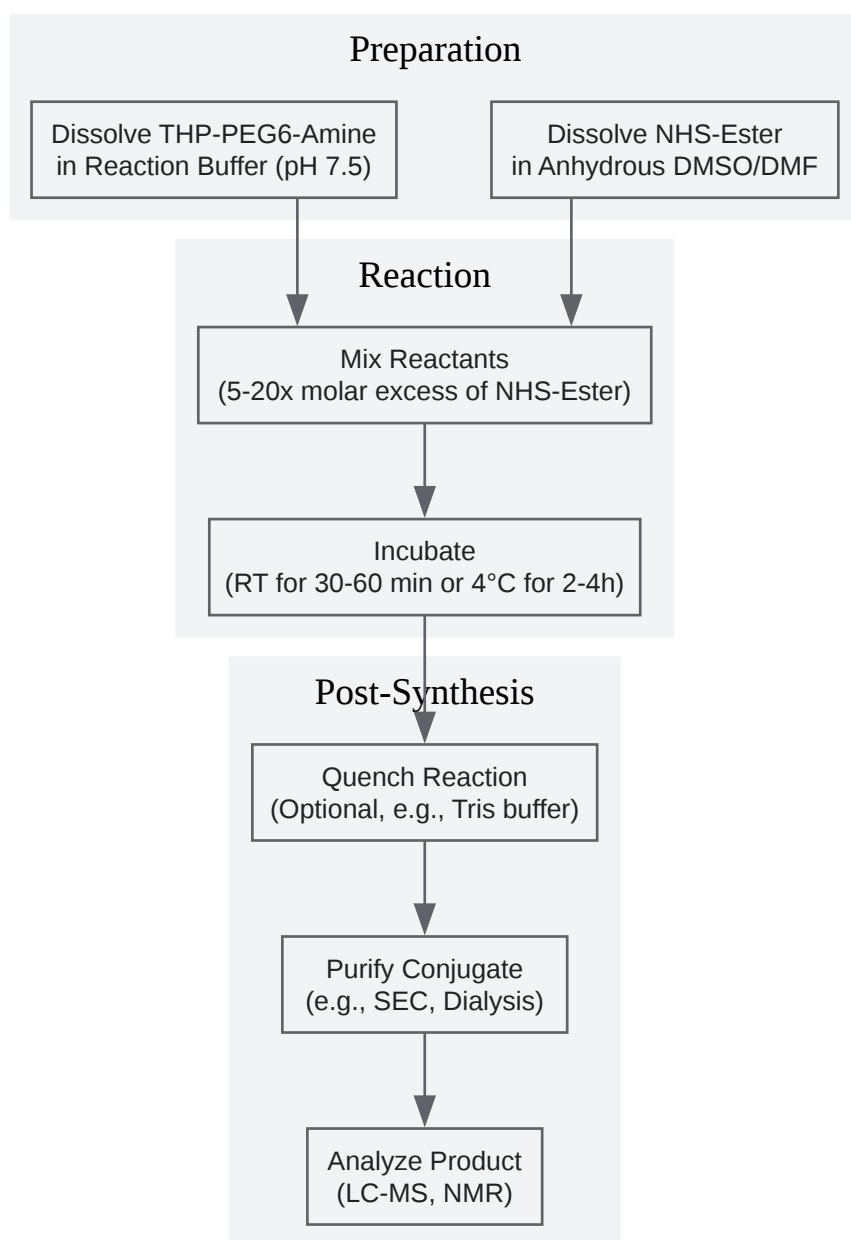 Preparation
Dissolve THP-PEG6-Amine
in Reaction Buffer (pH 7.5)
Dissolve NHS-Ester
in Anhydrous DMSO/DMF
Reaction
Mix Reactants
(5-20x molar excess of NHS-Ester)
Incubate
(RT for 30-60 min or 4°C for 2-4h)
Post-Synthesis
Quench Reaction
(Optional, e.g., Tris buffer)
Purify Conjugate
(e.g., SEC, Dialysis)
Analyze Product
(LC-MS, NMR)